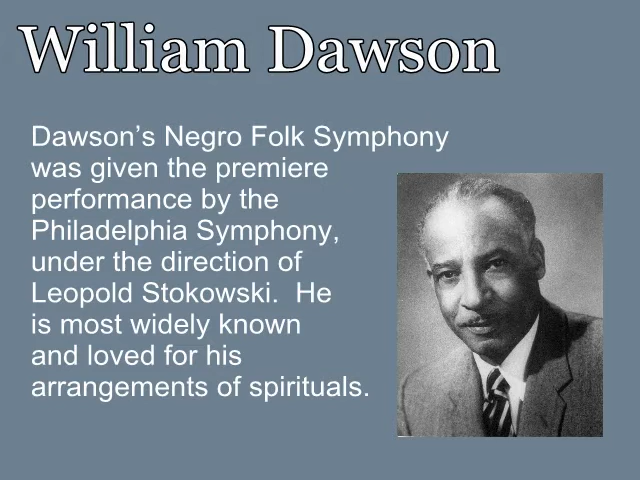 William Dawson
Dawson’s Negro Folk Symphony
was given the premiere
performance by the
Philadelphia Symphony,
under the direction of
Leopold Stokowski.  He
is most widely known
and loved for his
arrangements of spirituals.